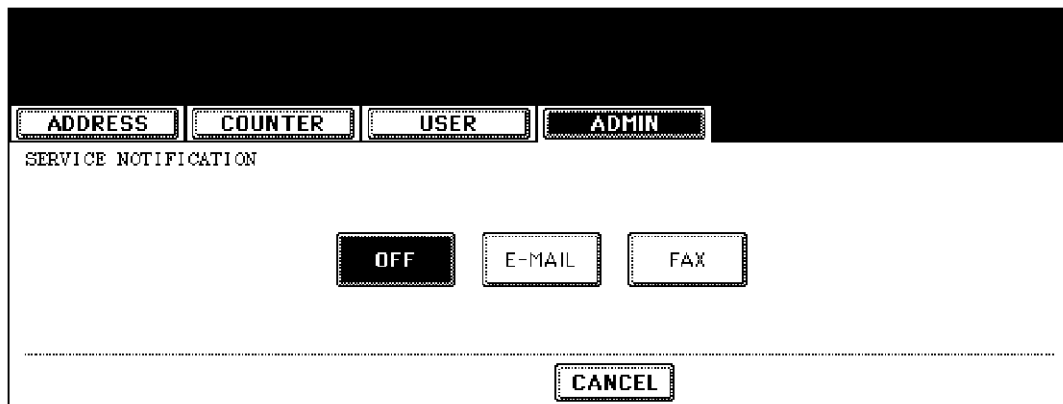 ADDRESS COUNTER USER ADMIN
SERVICE NOTIFICATION
OFF E-MAIL FAX
CANCEL